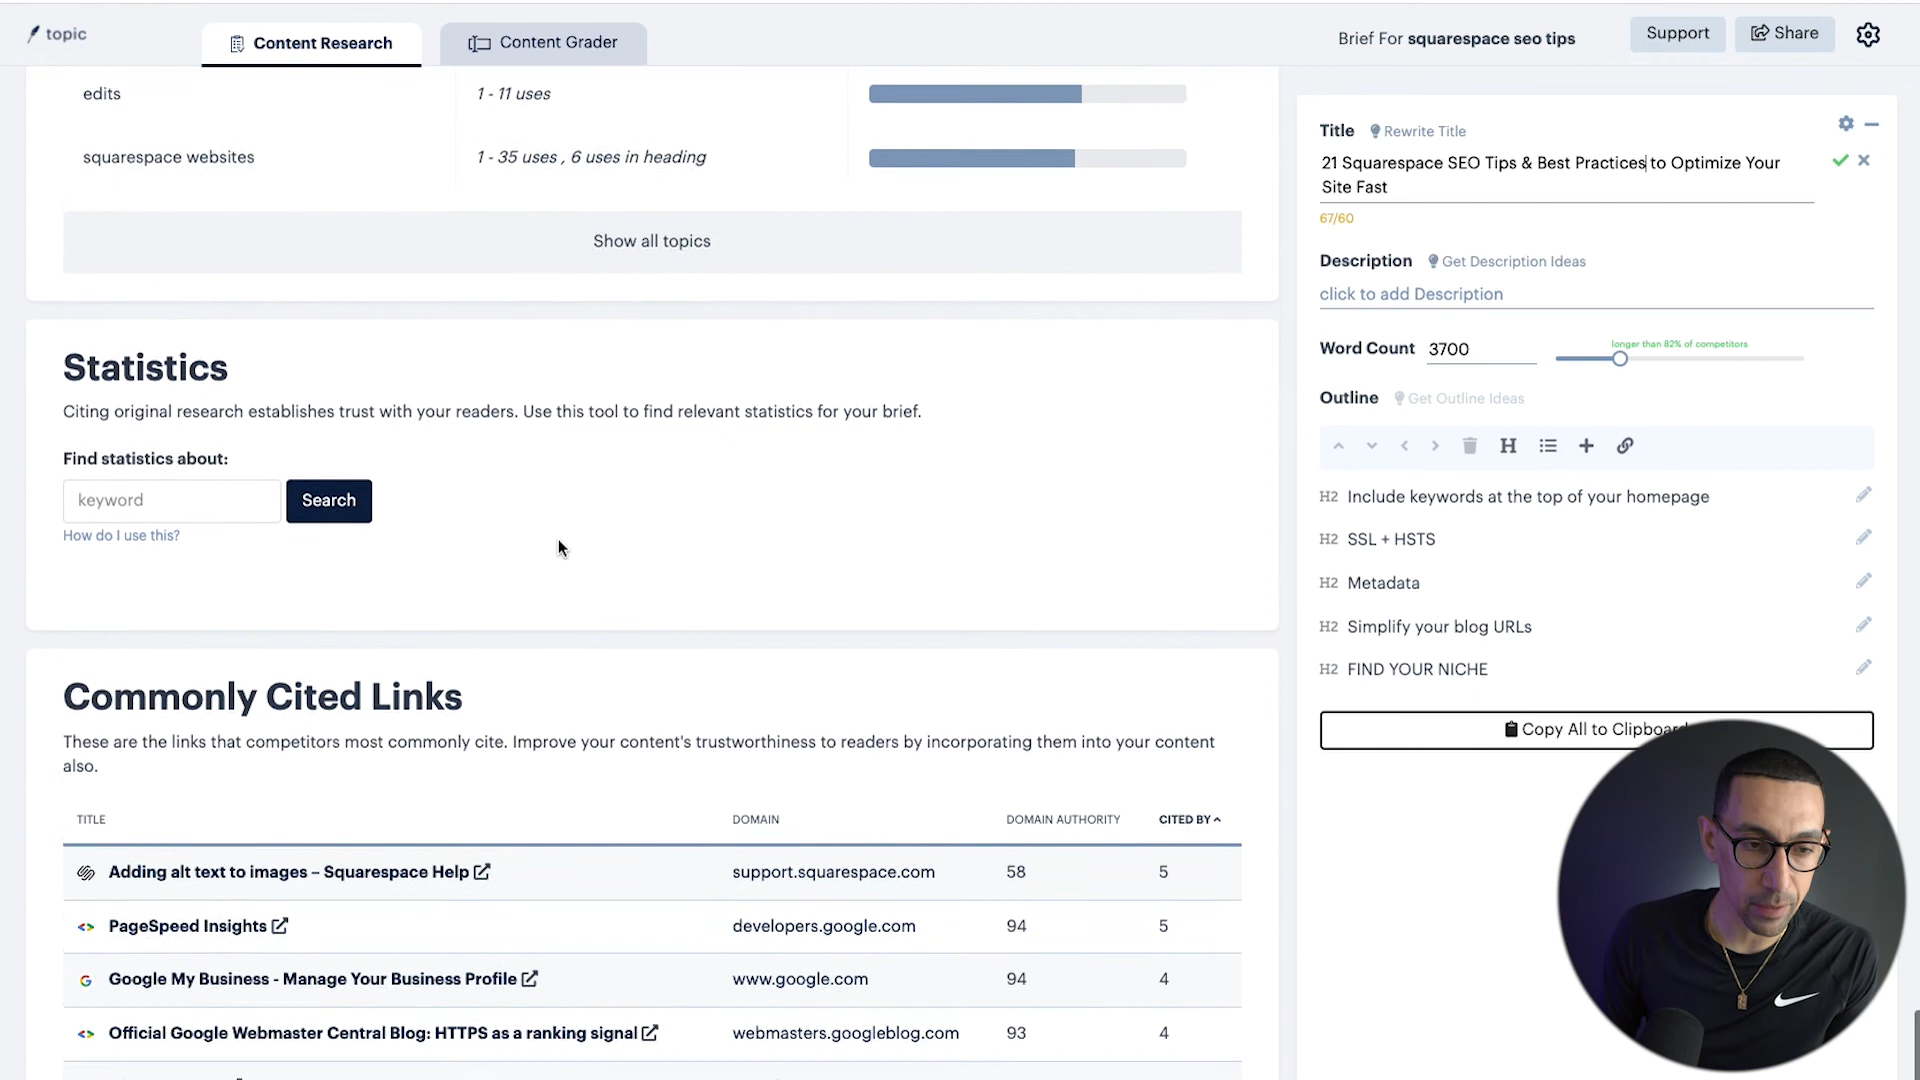 topic
Content Research
Content Grader
Brief For squarespace seo tips
Support
Share
edits
1 - 11 uses
squarespace websites
1 - 35 uses , 6 uses in heading
Show all topics
Statistics
Citing original research establishes trust with your readers. Use this tool to find relevant statistics for your brief.
Find statistics about:
keyword
Search
How do I use this?
Commonly Cited Links
These are the links that competitors most commonly cite. Improve your content's trustworthiness to readers by incorporating them into your content
also.
TITLE DOMAIN DOMAIN AUTHORITY CITED BY
Adding alt text to images – Squarespace Help support.squarespace.com 58 5
PageSpeed Insights developers.google.com 94 5
Google My Business - Manage Your Business Profile www.google.com 94 4
Official Google Webmaster Central Blog: HTTPS as a ranking signal webmasters.googleblog.com 93 4
Title Rewrite Title
21 Squarespace SEO Tips & Best Practices to Optimize Your
Site Fast
67/60
Description Get Description Ideas
click to add Description
Word Count 3700
longer than 82% of competitors
Outline Get Outline Ideas
H
H2 Include keywords at the top of your homepage
H2 SSL + HSTS
H2 Metadata
H2 Simplify your blog URLs
H2 FIND YOUR NICHE
Copy All to Clipboard